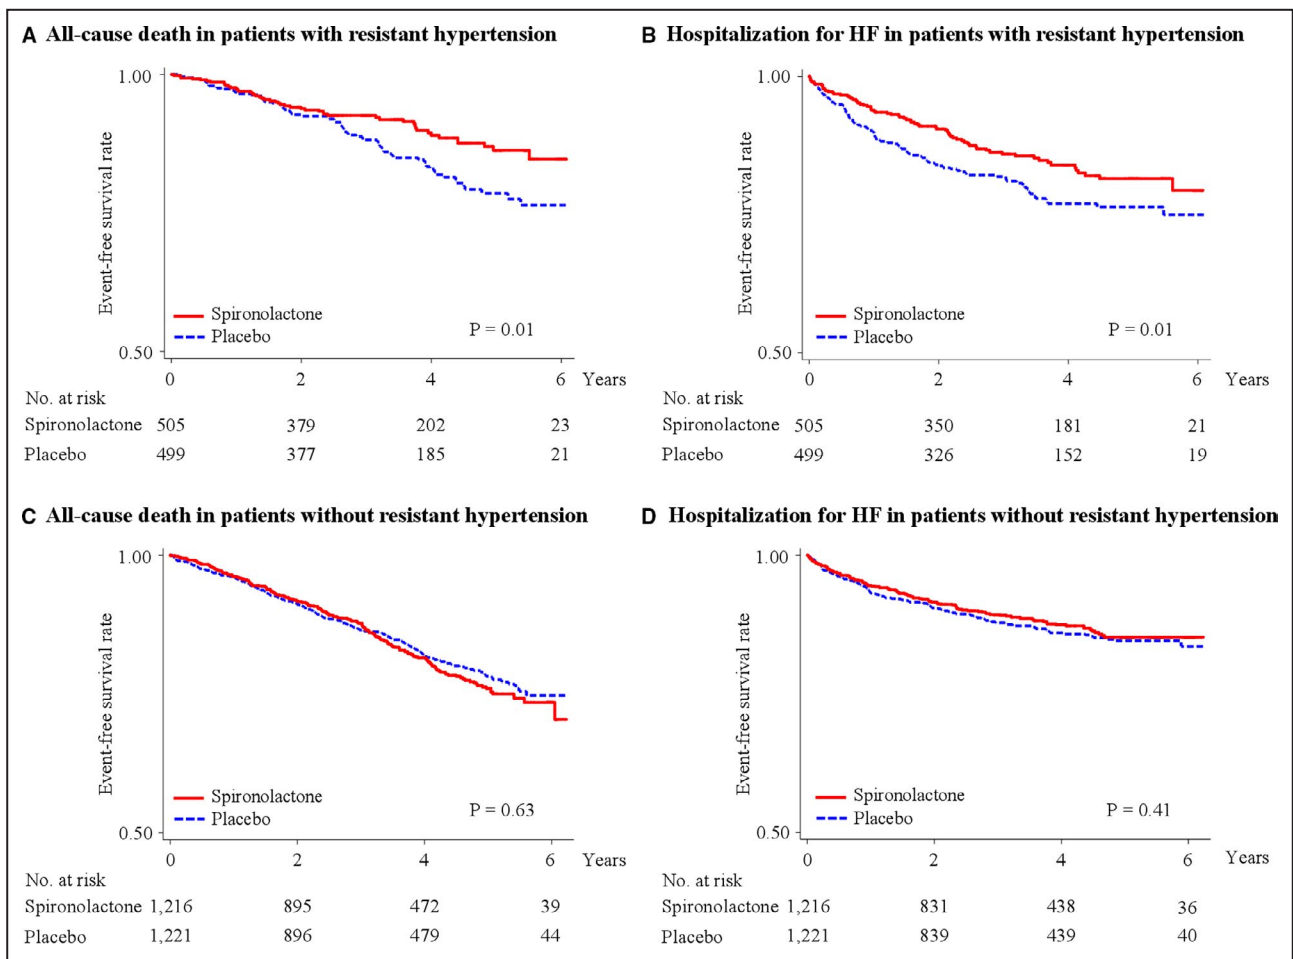 A All-cause death in patients with resistant hypertension
1.00
0.50
Event-free survival rate
Spironolactone
Placebo
P = 0.01
0 2 4 6 Years
No. at risk
Spironolactone 505 379 202 23
Placebo 499 377 185 21
B Hospitalization for HF in patients with resistant hypertension
1.00
0.50
Event-free survival rate
Spironolactone
Placebo
P = 0.01
0 2 4 6 Years
No. at risk
Spironolactone 505 350 181 21
Placebo 499 326 152 19
C All-cause death in patients without resistant hypertension
1.00
0.50
Event-free survival rate
Spironolactone
Placebo
P = 0.63
0 2 4 6 Years
No. at risk
Spironolactone 1,216 895 472 39
Placebo 1,221 896 479 44
D Hospitalization for HF in patients without resistant hypertension
1.00
0.50
Event-free survival rate
Spironolactone
Placebo
P = 0.41
0 2 4 6 Years
No. at risk
Spironolactone 1,216 831 438 36
Placebo 1,221 839 439 40